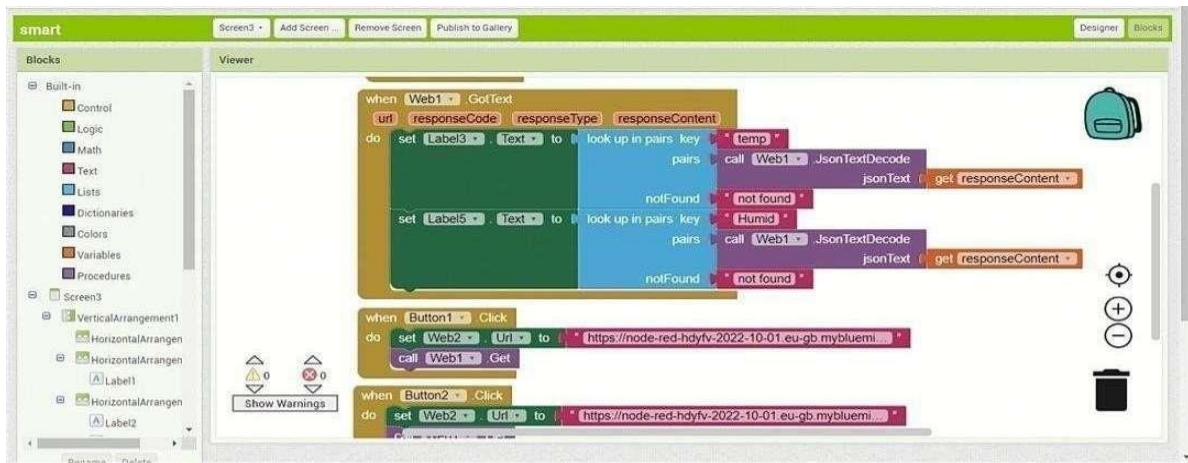 smart
Screen3
Add Screen ...
Remove Screen
Publish to Gallery
Designer
Blocks
Blocks
Viewer
Built-in
Control
Logic
Math
Text
Lists
Dictionaries
Colors
Variables
Procedures
Screen3
VerticalArrangement1
HorizontalArrangen
HorizontalArrangen
Label1
HorizontalArrangen
Label2
Rename Delete
when Web1 .GotText
url responseCode responseType responseContent
do set Label3 . Text to look up in pairs key " temp "
pairs call Web1 .JsonTextDecode
jsonText get responseContent
notFound " not found "
set Label5 . Text to look up in pairs key " Humid "
pairs call Web1 .JsonTextDecode
jsonText get responseContent
notFound " not found "
when Button1 .Click
do set Web2 . Url to " https://node-red-hdyfv-2022-10-01.eu-gb.mybluemi... "
call Web1 .Get
when Button2 .Click
do set Web2 . Url to " https://node-red-hdyfv-2022-10-01.eu-gb.mybluemi... "
0 0
Show Warnings